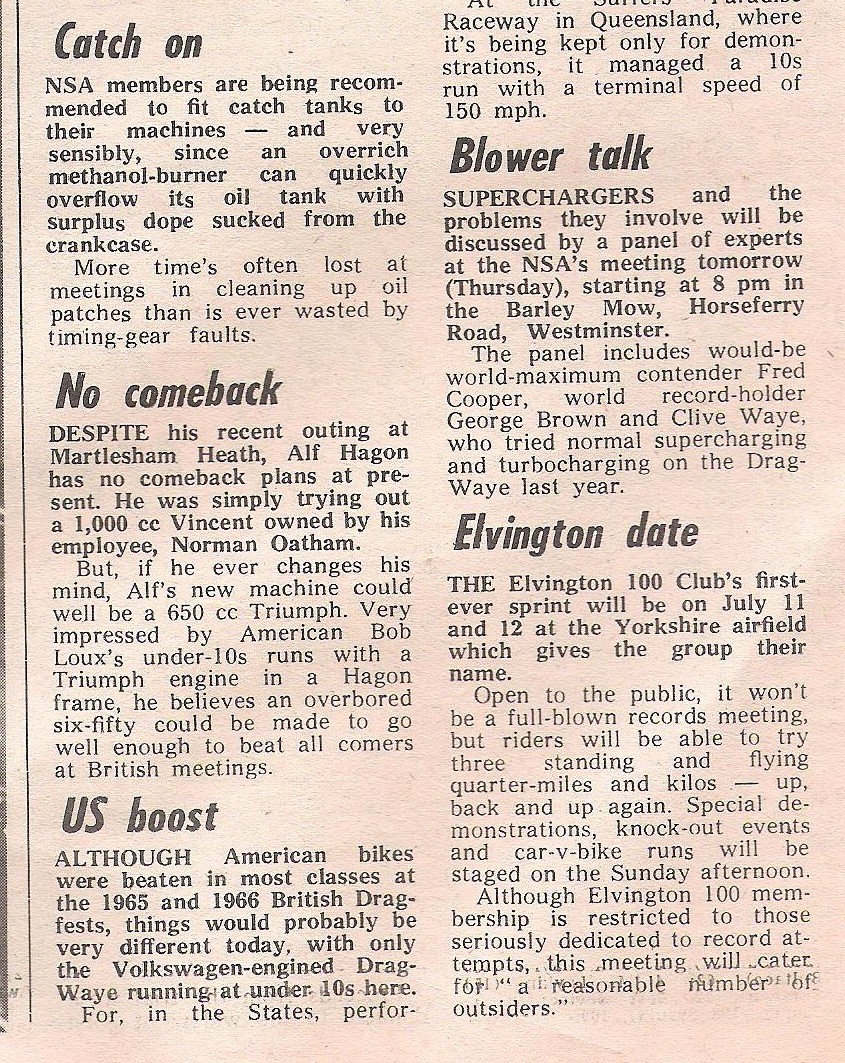 Catch on
NSA members are being recom-
mended to fit catch tanks to
their machines — and very
sensibly, since an overrich
methanol-burner can quickly
overflow its oil tank with
surplus dope sucked from the
crankcase.
More time's often lost at
meetings in cleaning up oil
patches than is ever wasted by
timing-gear faults.
No comeback
DESPITE his recent outing at
Martlesham Heath, Alf Hagon
has no comeback plans at pre-
sent. He was simply trying out
a 1,000 cc Vincent owned by his
employee, Norman Oatham.
But, if he ever changes his
mind, Alf's new machine could
well be a 650 cc Triumph. Very
impressed by American Bob
Loux's under-10s runs with a
Triumph engine in a Hagon
frame, he believes an overbored
six-fifty could be made to go
well enough to beat all comers
at British meetings.
US boost
ALTHOUGH American bikes
were beaten in most classes at
the 1965 and 1966 British Drag-
fests, things would probably be
very different today, with only
the Volkswagen-engined Drag-
Waye running at under 10s here.
For, in the States, perfor-
At the Surfers Paradise
Raceway in Queensland, where
it's being kept only for demon-
strations, it managed a 10s
run with a terminal speed of
150 mph.
Blower talk
SUPERCHARGERS and the
problems they involve will be
discussed by a panel of experts
at the NSA's meeting tomorrow
(Thursday), starting at 8 pm in
the Barley Mow, Horseferry
Road, Westminster.
The panel includes would-be
world-maximum contender Fred
Cooper, world record-holder
George Brown and Clive Waye,
who tried normal supercharging
and turbocharging on the Drag-
Waye last year.
Elvington date
THE Elvington 100 Club's first-
ever sprint will be on July 11
and 12 at the Yorkshire airfield
which gives the group their
name.
Open to the public, it won't
be a full-blown records meeting,
but riders will be able to try
three standing and flying
quarter-miles and kilos — up,
back and up again. Special de-
monstrations, knock-out events
and car-v-bike runs will be
staged on the Sunday afternoon.
Although Elvington 100 mem-
bership is restricted to those
seriously dedicated to record at-
tempts, this meeting will cater
for "a reasonable number of
outsiders."